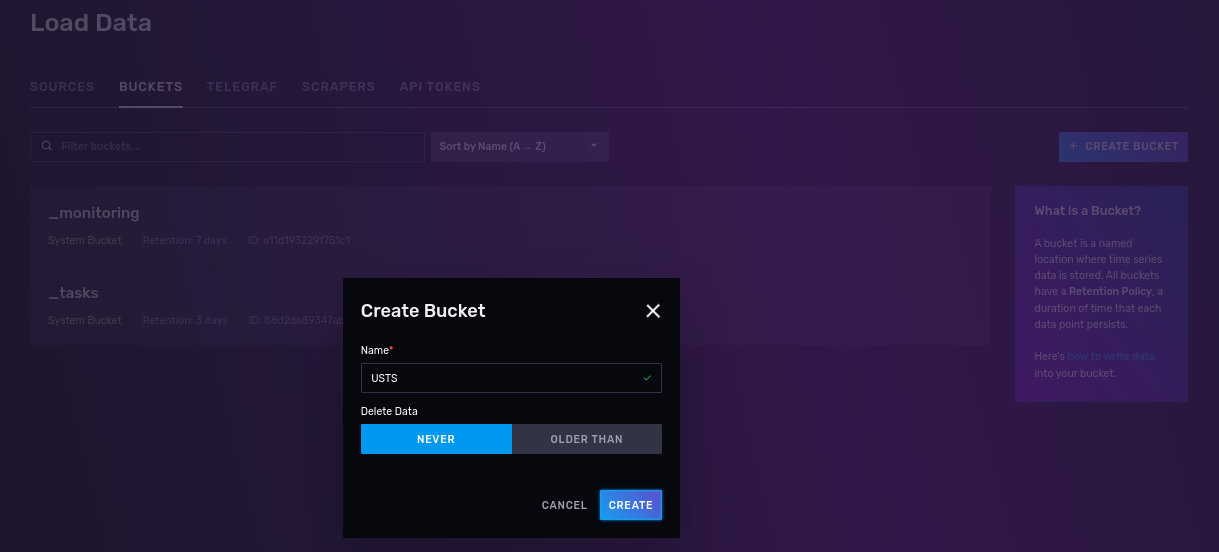 Load Data
SOURCES BUCKETS TELEGRAF SCRAPERS API TOKENS
Filter buckets... Sort by Name (A → Z) + CREATE BUCKET
_monitoring
System Bucket Retention: 7 days ID: a11d193229f751c1
_tasks
System Bucket Retention: 3 days ID: 88d2da89347ab
What is a Bucket?
A bucket is a named
location where time series
data is stored. All buckets
have a Retention Policy, a
duration of time that each
data point persists.
Here's how to write data
into your bucket.
Create Bucket
Name*
USTS
Delete Data
NEVER OLDER THAN
CANCEL CREATE